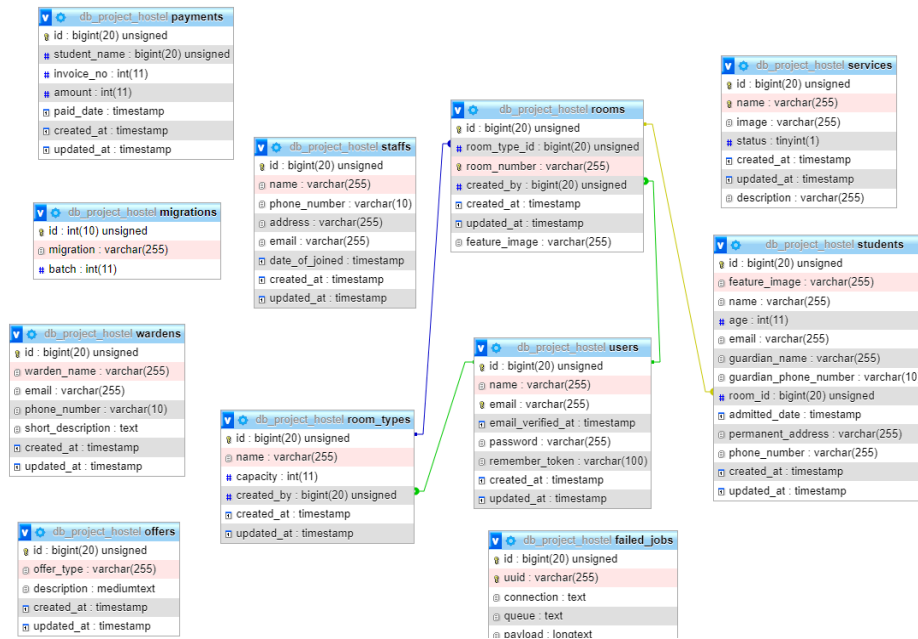 db_project_hostel payments
id : bigint(20) unsigned
student_name : bigint(20) unsigned
invoice_no : int(11)
amount : int(11)
paid_date : timestamp
created_at : timestamp
updated_at : timestamp
db_project_hostel staffs
id : bigint(20) unsigned
name : varchar(255)
phone_number : varchar(10)
address : varchar(255)
email : varchar(255)
date_of_joined : timestamp
created_at : timestamp
updated_at : timestamp
db_project_hostel rooms
id : bigint(20) unsigned
room_type_id : bigint(20) unsigned
room_number : varchar(255)
created_by : bigint(20) unsigned
created_at : timestamp
updated_at : timestamp
feature_image : varchar(255)
db_project_hostel services
id : bigint(20) unsigned
name : varchar(255)
image : varchar(255)
status : tinyint(1)
created_at : timestamp
updated_at : timestamp
description : varchar(255)
db_project_hostel migrations
id : int(10) unsigned
migration : varchar(255)
batch : int(11)
db_project_hostel students
id : bigint(20) unsigned
feature_image : varchar(255)
name : varchar(255)
age : int(11)
email : varchar(255)
guardian_name : varchar(255)
guardian_phone_number : varchar(10
room_id : bigint(20) unsigned
admitted_date : timestamp
permanent_address : varchar(255)
phone_number : varchar(255)
created_at : timestamp
updated_at : timestamp
db_project_hostel wardens
id : bigint(20) unsigned
warden_name : varchar(255)
email : varchar(255)
phone_number : varchar(10)
short_description : text
created_at : timestamp
updated_at : timestamp
db_project_hostel users
id : bigint(20) unsigned
name : varchar(255)
email : varchar(255)
email_verified_at : timestamp
password : varchar(255)
remember_token : varchar(100)
created_at : timestamp
updated_at : timestamp
db_project_hostel room_types
id : bigint(20) unsigned
name : varchar(255)
capacity : int(11)
created_by : bigint(20) unsigned
created_at : timestamp
updated_at : timestamp
db_project_hostel offers
id : bigint(20) unsigned
offer_type : varchar(255)
description : mediumtext
created_at : timestamp
updated_at : timestamp
db_project_hostel failed_jobs
id : bigint(20) unsigned
uuid : varchar(255)
connection : text
queue : text
payload : longtext